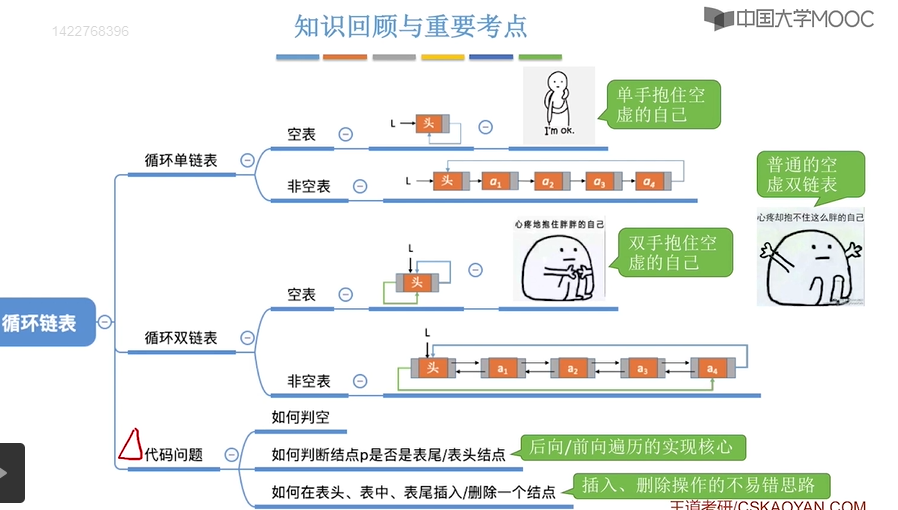 1422768396
知识回顾与重要考点
中国大学MOOC
单手抱住空
虚的自己
I'm ok.
空表
L
头
循环单链表
非空表
L
头
a1
a2
a3
a4
普通的空
虚双链表
心疼却抱不住这么胖的自己
心疼地抱住胖胖的自己
双手抱住空
虚的自己
L
头
空表
循环链表
循环双链表
L
非空表
头
a1
a2
a3
a4
如何判空
代码问题
如何判断结点p是否是表尾/表头结点
后向/前向遍历的实现核心
如何在表头、表中、表尾插入/删除一个结点
插入、删除操作的不易错思路
王道考研/CSKAOYAN.COM